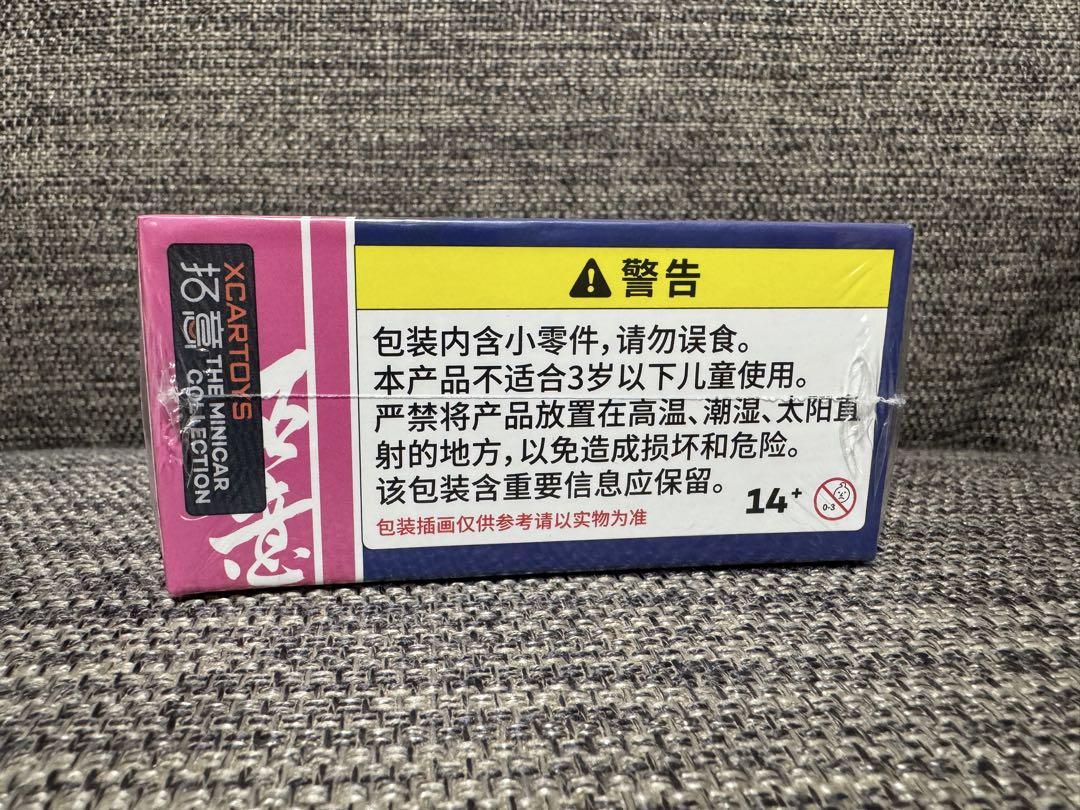 XCARTOYS
拓意 THE MINICAR
COLLECTION
警告
包装内含小零件，请勿误食。
本产品不适合3岁以下儿童使用。
严禁将产品放置在高温、潮湿、太阳直
射的地方，以免造成损坏和危险。
该包装含重要信息应保留。
14+
0-3
包装插画仅供参考请以实物为准